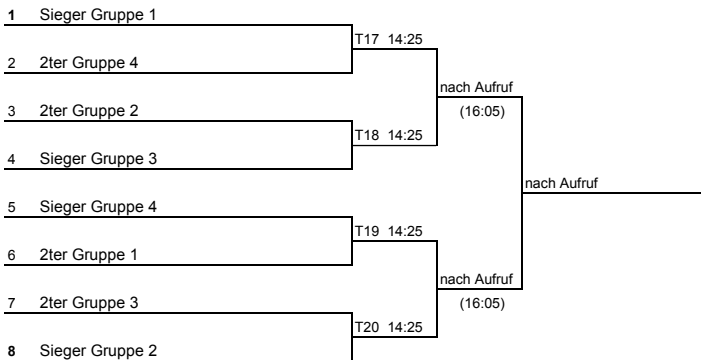 1 Sieger Gruppe 1
T17 14:25
2 2ter Gruppe 4
nach Aufruf
3 2ter Gruppe 2
(16:05)
T18 14:25
4 Sieger Gruppe 3
nach Aufruf
5 Sieger Gruppe 4
T19 14:25
6 2ter Gruppe 1
nach Aufruf
7 2ter Gruppe 3
(16:05)
T20 14:25
8 Sieger Gruppe 2